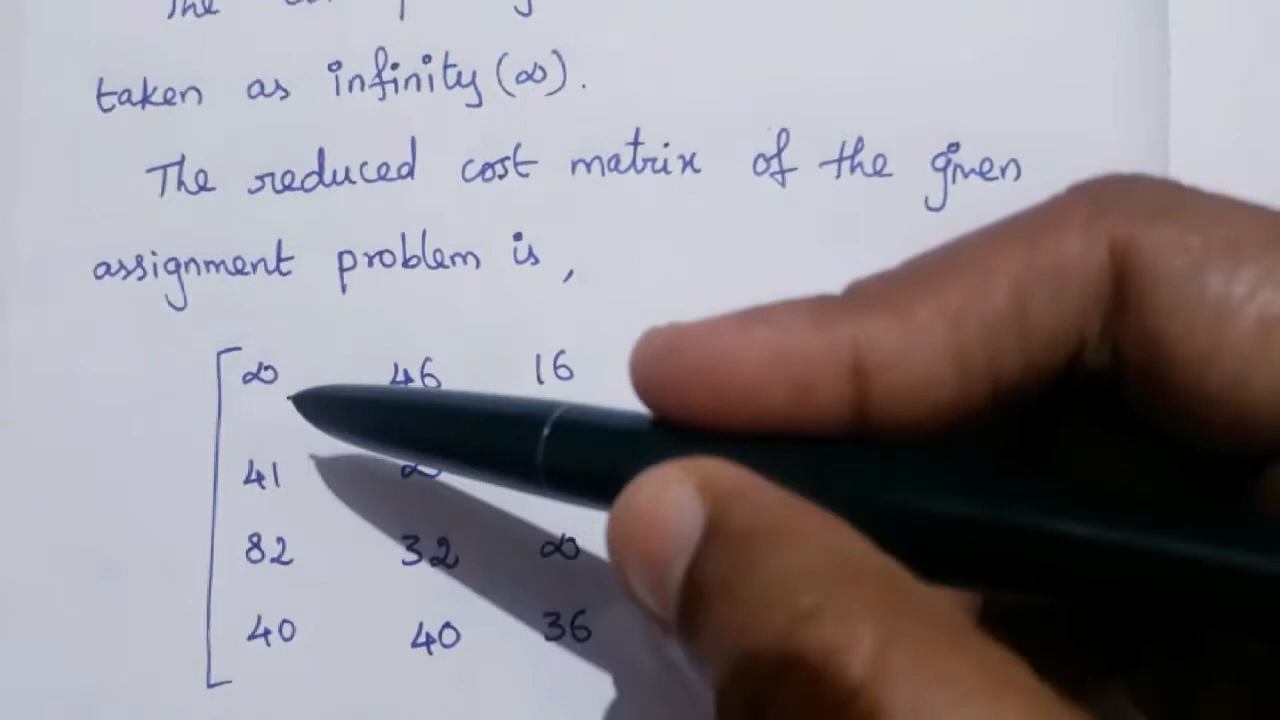 The
taken as infinity (∞).
The reduced cost matrix of the given
assignment problem is,
∞ 46 16
41 ∞
82 32 ∞
40 40 36